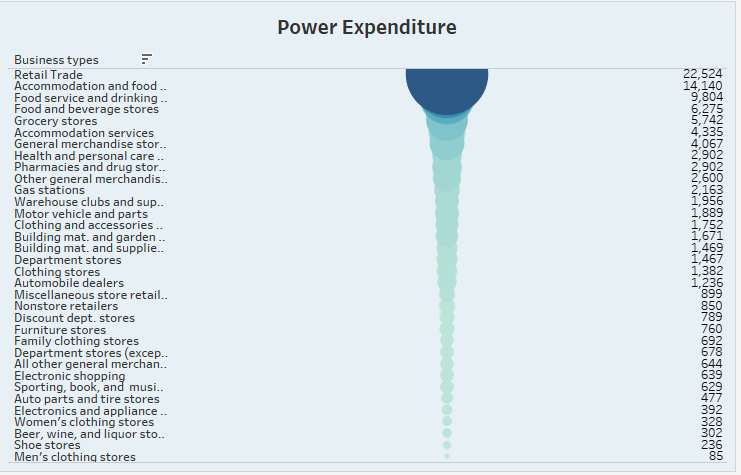 Power Expenditure
Business types
Retail Trade 22,524
Accommodation and food .. 14,140
Food service and drinking .. 9,804
Food and beverage stores 6,275
Grocery stores 5,742
Accommodation services 4,335
General merchandise stor.. 4,067
Health and personal care .. 2,902
Pharmacies and drug stor.. 2,902
Other general merchandis.. 2,600
Gas stations 2,163
Warehouse clubs and sup.. 1,956
Motor vehicle and parts 1,889
Clothing and accessories .. 1,752
Building mat. and garden .. 1,671
Building mat. and supplie.. 1,469
Department stores 1,467
Clothing stores 1,382
Automobile dealers 1,236
Miscellaneous store retail.. 899
Nonstore retailers 850
Discount dept. stores 789
Furniture stores 760
Family clothing stores 692
Department stores (excep.. 678
All other general merchan.. 644
Electronic shopping 639
Sporting, book, and musi.. 629
Auto parts and tire stores 477
Electronics and appliance .. 392
Women's clothing stores 328
Beer, wine, and liquor sto.. 302
Shoe stores 236
Men's clothing stores 85